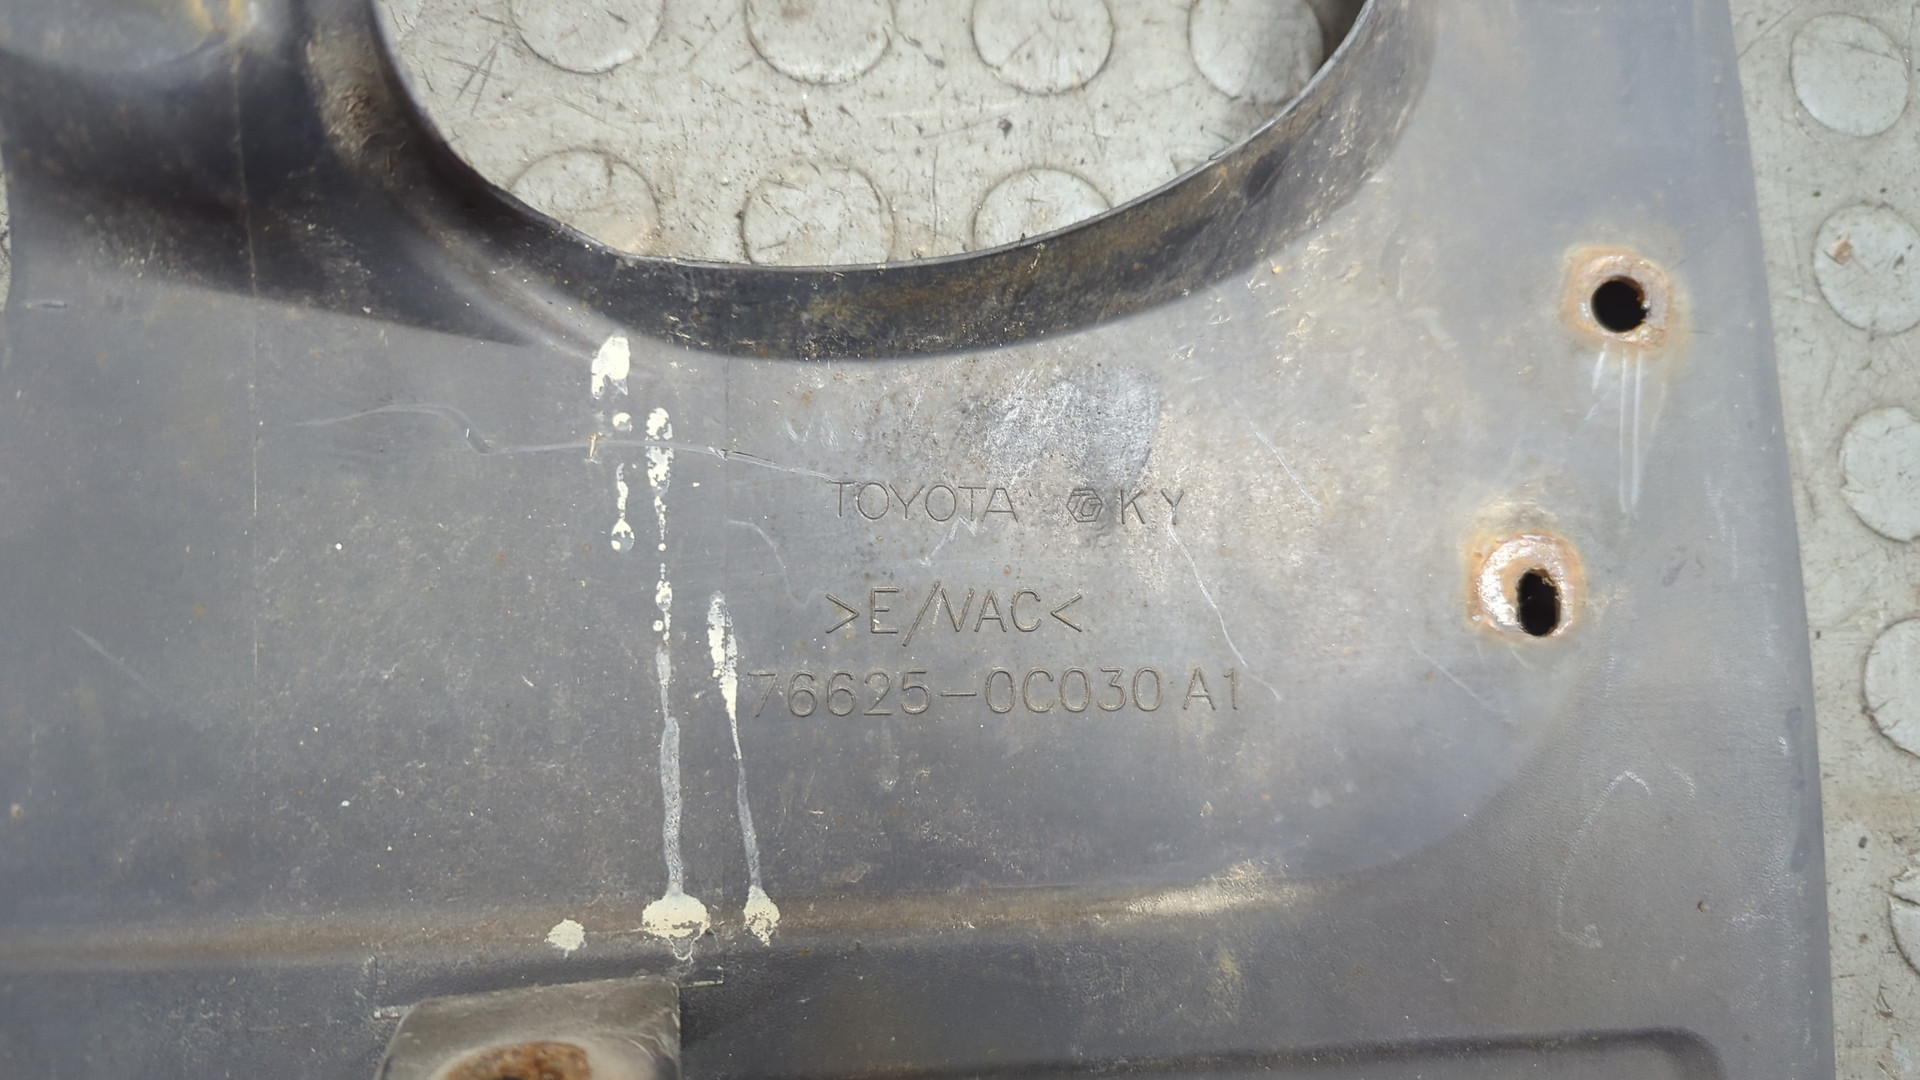 TOYOTA KY
>E/VAC<
76625-0C030 A1